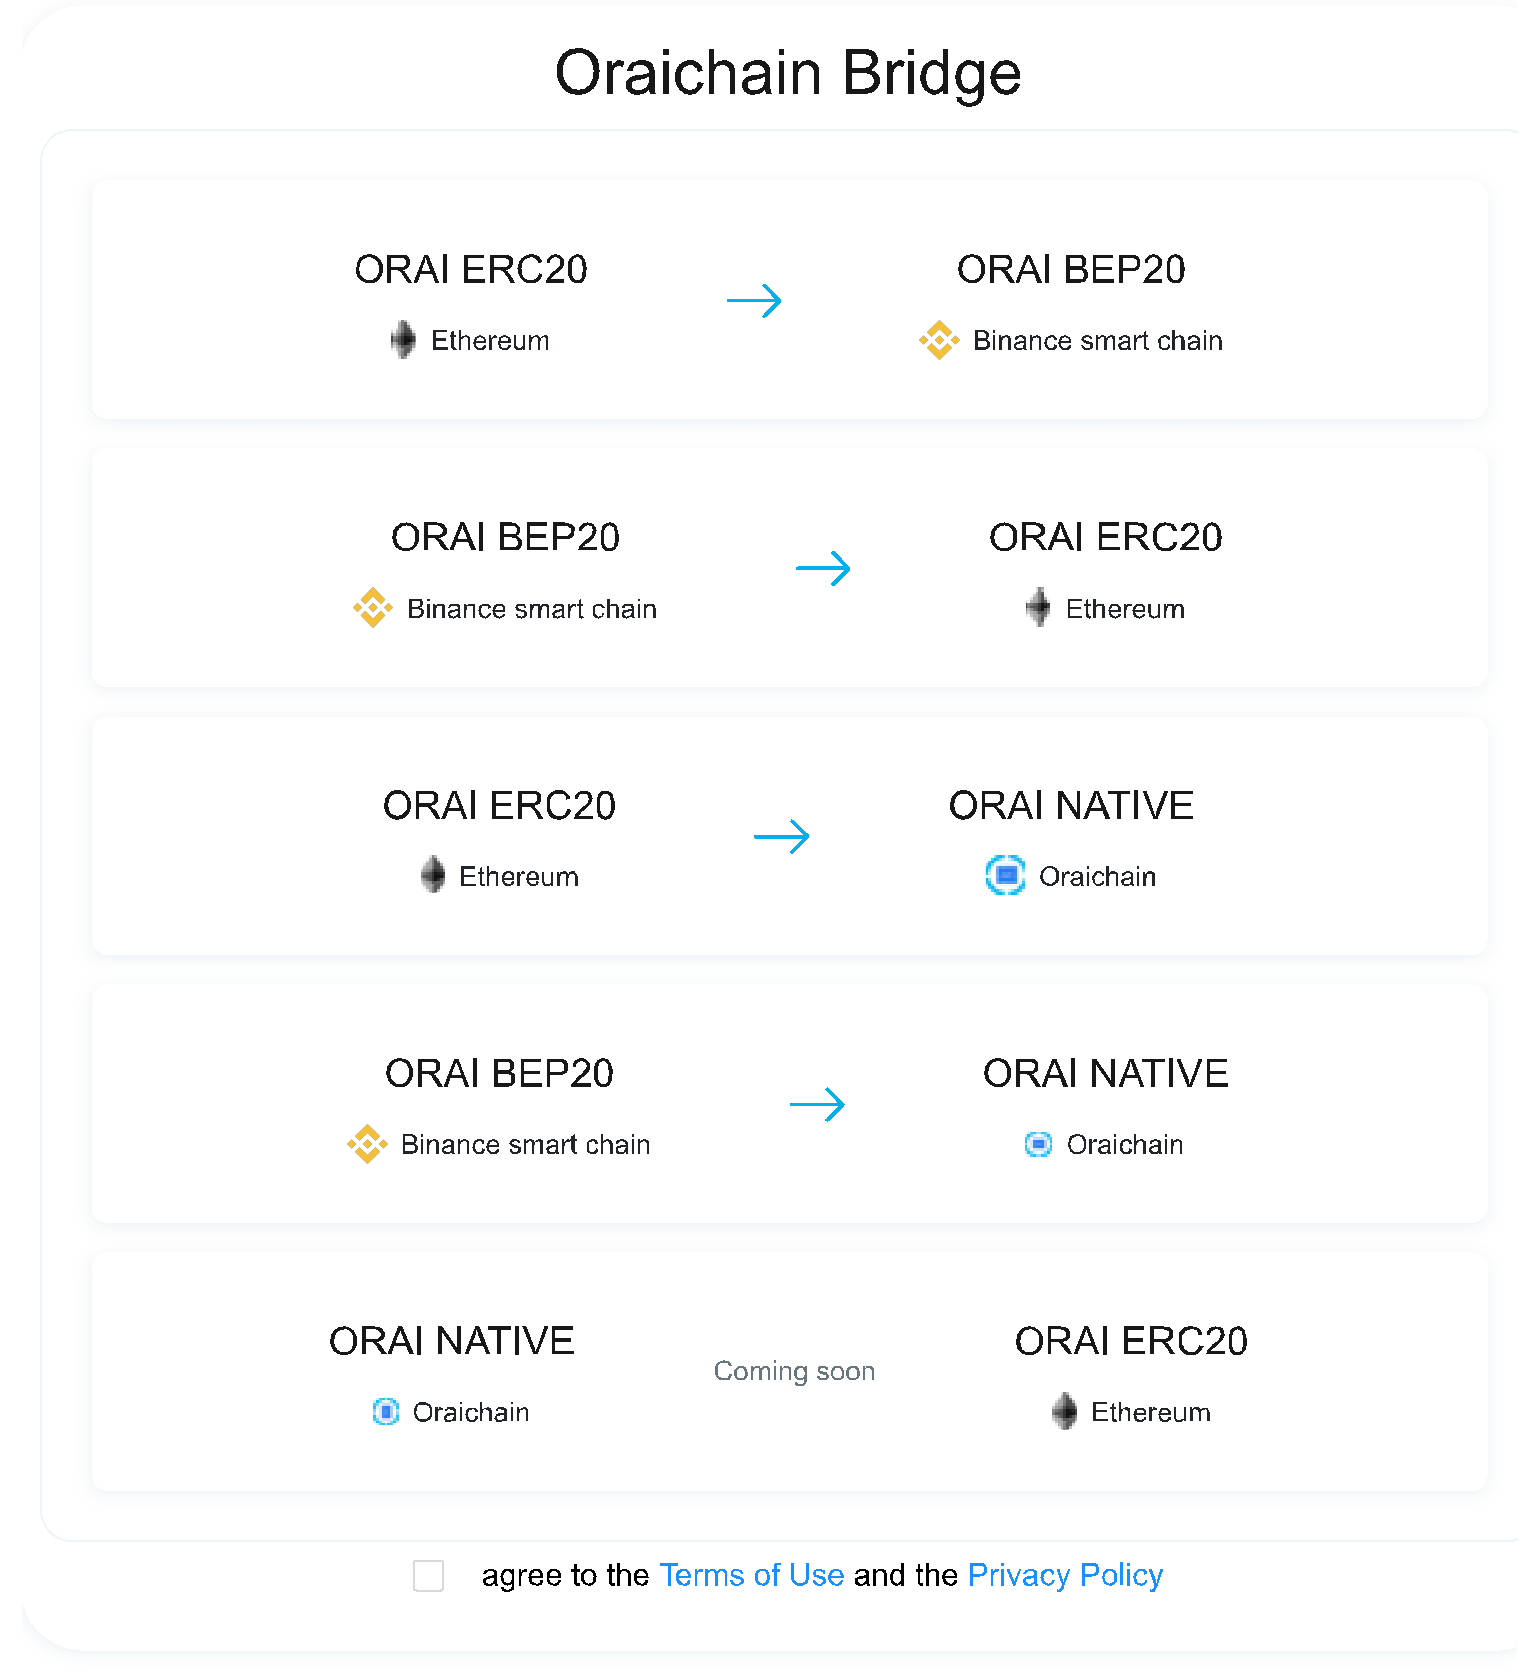 Oraichain Bridge
ORAI ERC20
ORAI BEP20
Ethereum
Binance smart chain
ORAI BEP20
ORAI ERC20
Binance smart chain
Ethereum
ORAI ERC20
ORAI NATIVE
Ethereum
Oraichain
ORAI BEP20
ORAI NATIVE
Binance smart chain
Oraichain
ORAI NATIVE
ORAI ERC20
Coming soon
Oraichain
Ethereum
agree to the Terms of Use and the Privacy Policy